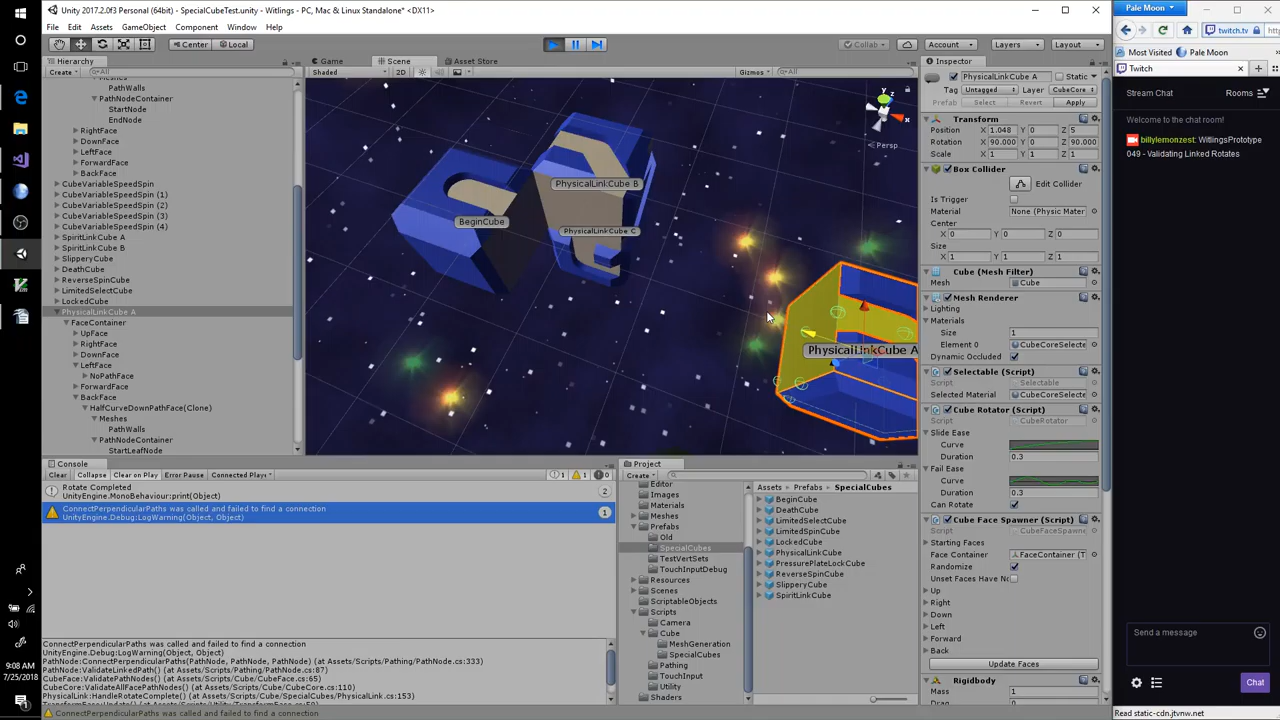 Unity 2017.2.0f3 Personal (64bit) - SpecialCubeTest.unity - Witlings - PC, Mac & Linux Standalone* <DX11>
File Edit Assets GameObject Component Window Help
Center Local
Collab Account Layers Layout
Hierarchy
Create All
Meshes
PathWalls
PathNodeContainer
StartNode
EndNode
RightFace
DownFace
LeftFace
ForwardFace
BackFace
CubeVariableSpeedSpin
CubeVariableSpeedSpin (1)
CubeVariableSpeedSpin (2)
CubeVariableSpeedSpin (3)
CubeVariableSpeedSpin (4)
SpiritLinkCube A
SpiritLinkCube B
SlipperyCube
DeathCube
ReverseSpinCube
LimitedSelectCube
LockedCube
PhysicalLinkCube A
FaceContainer
UpFace
RightFace
DownFace
LeftFace
NoPathFace
ForwardFace
BackFace
HalfCurveDownPathFace(Clone)
Meshes
PathWalls
PathNodeContainer
StartLeafNode
Game Scene Asset Store
Shaded 2D Gizmos All
y
z
x
Persp
PhysicalLinkCube B
BeginCube
PhysicalLinkCube C
PhysicalLinkCube A
Console
Clear Collapse Clear on Play Error Pause Connected Playe 1 1 0
Rotate Completed
UnityEngine.MonoBehaviour:print(Object)
2
ConnectPerpendicularPaths was called and failed to find a connection
UnityEngine.Debug:LogWarning(Object, Object)
1
ConnectPerpendicularPaths was called and failed to find a connection
UnityEngine.Debug:LogWarning(Object, Object)
PathNode:ConnectPerpendicularPaths(PathNode, PathNode, PathNode) (at Assets/Scripts/Pathing/PathNode.cs:333)
PathNode:ValidateLinkedPath() (at Assets/Scripts/Pathing/PathNode.cs:87)
CubeFace:ValidatePathNodes() (at Assets/Scripts/Cube/CubeFace.cs:65)
CubeCore:ValidateAllFacePathNodes() (at Assets/Scripts/Cube/CubeCore.cs:110)
PhysicalLink:HandleRotateComplete() (at Assets/Scripts/Cube/SpecialCubes/PhysicalLink.cs:153)
ConnectPerpendicularPaths was called and failed to find a connection
Project
Create
Editor
Images
Materials
Meshes
Prefabs
Old
SpecialCubes
TestVertSets
TouchInputDebug
Resources
Scenes
ScriptableObjects
Scripts
Camera
Cube
MeshGeneration
SpecialCubes
Pathing
TouchInput
Utility
Shaders
Assets Prefabs SpecialCubes
BeginCube
DeathCube
LimitedSelectCube
LimitedSpinCube
LockedCube
PhysicalLinkCube
PressurePlateLockCube
ReverseSpinCube
SlipperyCube
SpiritLinkCube
Inspector
PhysicalLinkCube A Static
Tag Untagged Layer CubeCore
Prefab Select Revert Apply
Transform
Position X 1.048 Y 0 Z 5
Rotation X 90.000 Y 0 Z 90.000
Scale X 1 Y 1 Z 1
Box Collider
Edit Collider
Is Trigger
Material None (Physic Mater
Center
X 0 Y 0 Z 0
Size
X 1 Y 1 Z 1
Cube (Mesh Filter)
Mesh Cube
Mesh Renderer
Lighting
Materials
Size 1
Element 0 CubeCoreSelecte
Dynamic Occluded
Selectable (Script)
Script Selectable
Selected Material CubeCoreSelecte
Cube Rotator (Script)
Script CubeRotator
Slide Ease
Curve
Duration 0.3
Fail Ease
Curve
Duration 0.3
Can Rotate
Cube Face Spawner (Script)
Script CubeFaceSpawne
Starting Faces
Face Container FaceContainer (T
Randomize
Unset Faces Have No
Up
Right
Down
Left
Forward
Back
Update Faces
Rigidbody
Mass 1
Pale Moon
twitch.tv
Most Visited Pale Moon
Twitch
Stream Chat Rooms
Welcome to the chat room!
billylemonzest: WitlingsPrototype
049 - Validating Linked Rotates
Send a message
Chat
Read static-cdn.jtvnw.net
9:08 AM
7/25/2018